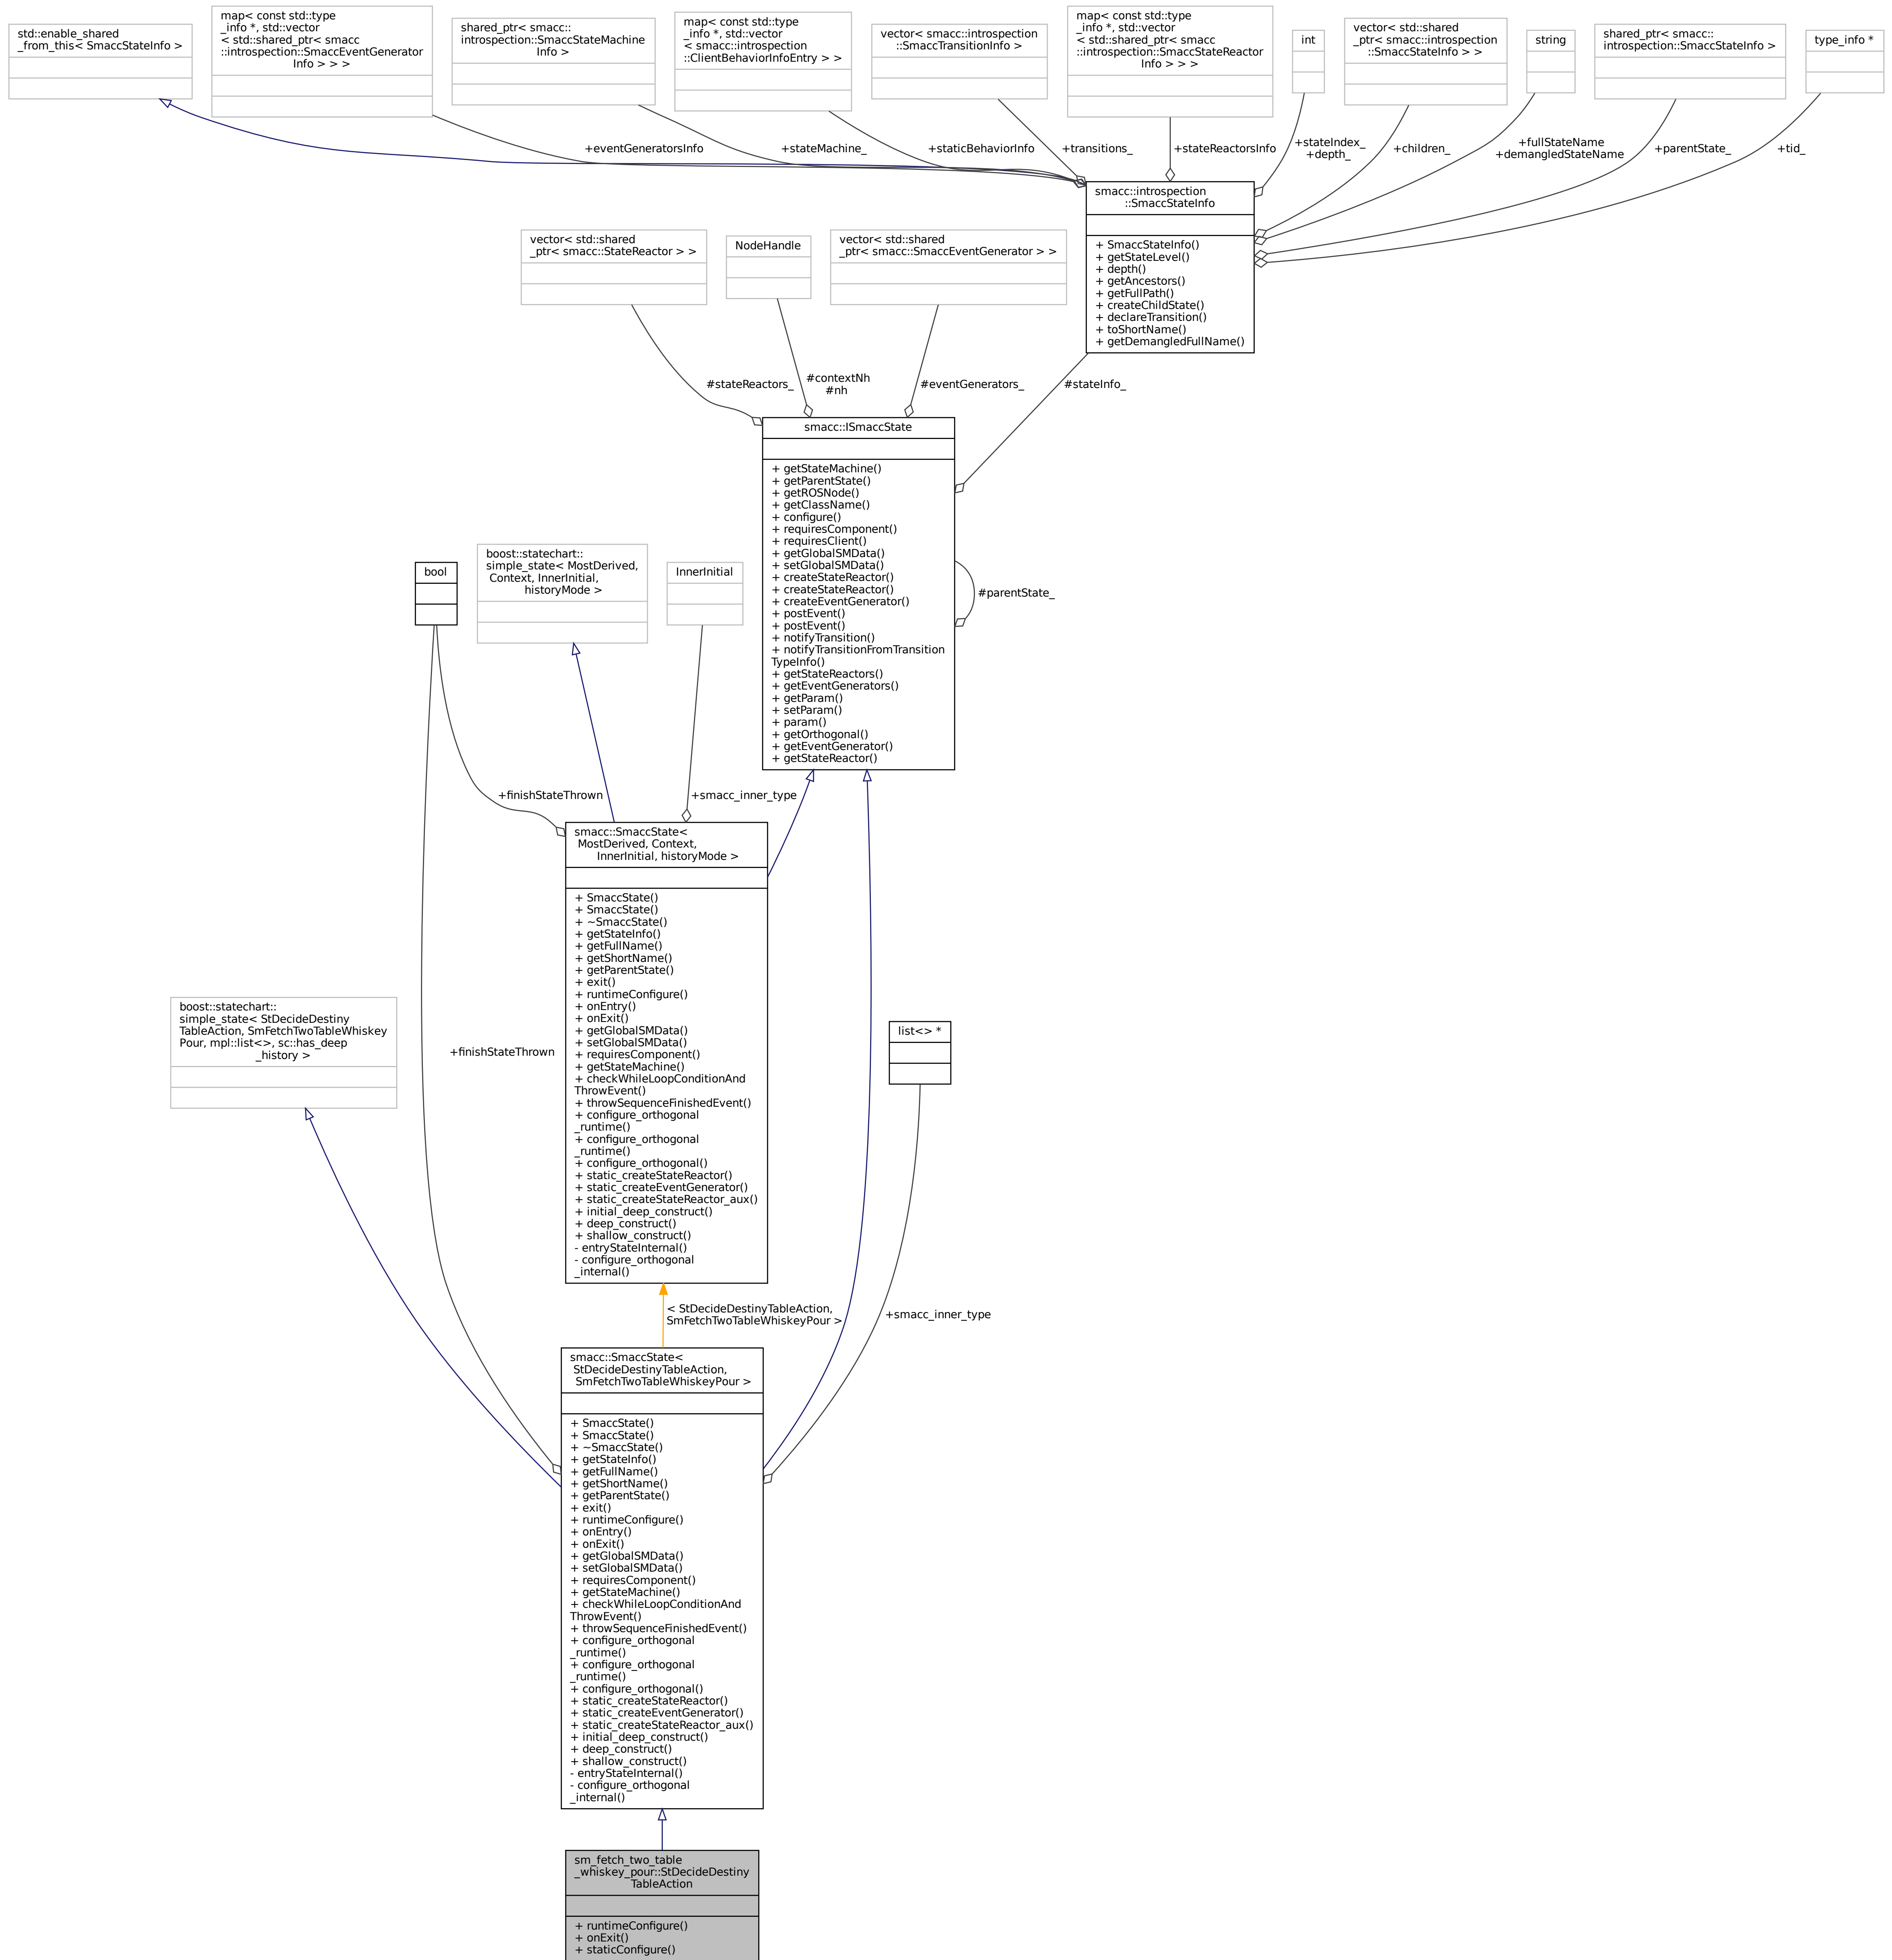 std::enable_shared
_from_this< SmaccStateInfo >
map< const std::type
_info *, std::vector
< std::shared_ptr< smacc
::introspection::SmaccEventGenerator
Info > > >
shared_ptr< smacc::
introspection::SmaccStateMachine
Info >
map< const std::type
_info *, std::vector
< smacc::introspection
::ClientBehaviorInfoEntry > >
vector< smacc::introspection
::SmaccTransitionInfo >
map< const std::type
_info *, std::vector
< std::shared_ptr< smacc
::introspection::SmaccStateReactor
Info > > >
int
vector< std::shared
_ptr< smacc::introspection
::SmaccStateInfo > >
string
shared_ptr< smacc::
introspection::SmaccStateInfo >
type_info *
+eventGeneratorsInfo
+stateMachine_
+staticBehaviorInfo
+transitions_
+stateReactorsInfo
+stateIndex_
+depth_
+children_
+fullStateName
+demangledStateName
+parentState_
+tid_
smacc::introspection
::SmaccStateInfo
+ SmaccStateInfo()
+ getStateLevel()
+ depth()
+ getAncestors()
+ getFullPath()
+ createChildState()
+ declareTransition()
+ toShortName()
+ getDemangledFullName()
vector< std::shared
_ptr< smacc::StateReactor > >
NodeHandle
vector< std::shared
_ptr< smacc::SmaccEventGenerator > >
#stateReactors_
#contextNh
#nh
#eventGenerators_
#stateInfo_
smacc::ISmaccState
+ getStateMachine()
+ getParentState()
+ getROSNode()
+ getClassName()
+ configure()
+ requiresComponent()
+ requiresClient()
+ getGlobalSMData()
+ setGlobalSMData()
+ createStateReactor()
+ createStateReactor()
+ createEventGenerator()
+ postEvent()
+ postEvent()
+ notifyTransition()
+ notifyTransitionFromTransition
TypeInfo()
+ getStateReactors()
+ getEventGenerators()
+ getParam()
+ setParam()
+ param()
+ getOrthogonal()
+ getEventGenerator()
+ getStateReactor()
#parentState_
bool
boost::statechart::
simple_state< MostDerived,
Context, InnerInitial,
historyMode >
InnerInitial
+finishStateThrown
+smacc_inner_type
smacc::SmaccState<
MostDerived, Context,
InnerInitial, historyMode >
+ SmaccState()
+ SmaccState()
+ ~SmaccState()
+ getStateInfo()
+ getFullName()
+ getShortName()
+ getParentState()
+ exit()
+ runtimeConfigure()
+ onEntry()
+ onExit()
+ getGlobalSMData()
+ setGlobalSMData()
+ requiresComponent()
+ getStateMachine()
+ checkWhileLoopConditionAnd
ThrowEvent()
+ throwSequenceFinishedEvent()
+ configure_orthogonal
_runtime()
+ configure_orthogonal
_runtime()
+ configure_orthogonal()
+ static_createStateReactor()
+ static_createEventGenerator()
+ static_createStateReactor_aux()
+ initial_deep_construct()
+ deep_construct()
+ shallow_construct()
- entryStateInternal()
- configure_orthogonal
_internal()
boost::statechart::
simple_state< StDecideDestiny
TableAction, SmFetchTwoTableWhiskey
Pour, mpl::list<>, sc::has_deep
_history >
+finishStateThrown
list<> *
< StDecideDestinyTableAction,
SmFetchTwoTableWhiskeyPour >
+smacc_inner_type
smacc::SmaccState<
StDecideDestinyTableAction,
SmFetchTwoTableWhiskeyPour >
+ SmaccState()
+ SmaccState()
+ ~SmaccState()
+ getStateInfo()
+ getFullName()
+ getShortName()
+ getParentState()
+ exit()
+ runtimeConfigure()
+ onEntry()
+ onExit()
+ getGlobalSMData()
+ setGlobalSMData()
+ requiresComponent()
+ getStateMachine()
+ checkWhileLoopConditionAnd
ThrowEvent()
+ throwSequenceFinishedEvent()
+ configure_orthogonal
_runtime()
+ configure_orthogonal
_runtime()
+ configure_orthogonal()
+ static_createStateReactor()
+ static_createEventGenerator()
+ static_createStateReactor_aux()
+ initial_deep_construct()
+ deep_construct()
+ shallow_construct()
- entryStateInternal()
- configure_orthogonal
_internal()
sm_fetch_two_table
_whiskey_pour::StDecideDestiny
TableAction
+ runtimeConfigure()
+ onExit()
+ staticConfigure()